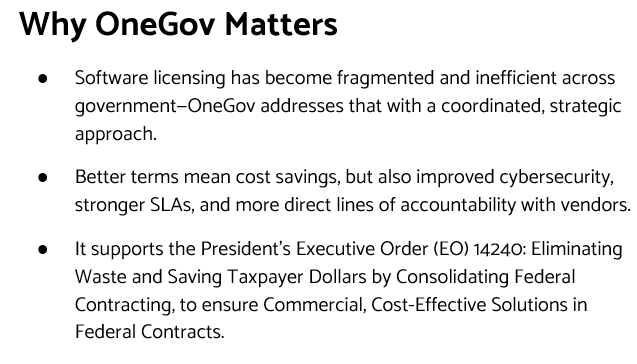 Why OneGov Matters
● Software licensing has become fragmented and inefficient across
government—OneGov addresses that with a coordinated, strategic
approach.
● Better terms mean cost savings, but also improved cybersecurity,
stronger SLAs, and more direct lines of accountability with vendors.
● It supports the President's Executive Order (EO) 14240: Eliminating
Waste and Saving Taxpayer Dollars by Consolidating Federal
Contracting, to ensure Commercial, Cost-Effective Solutions in
Federal Contracts.